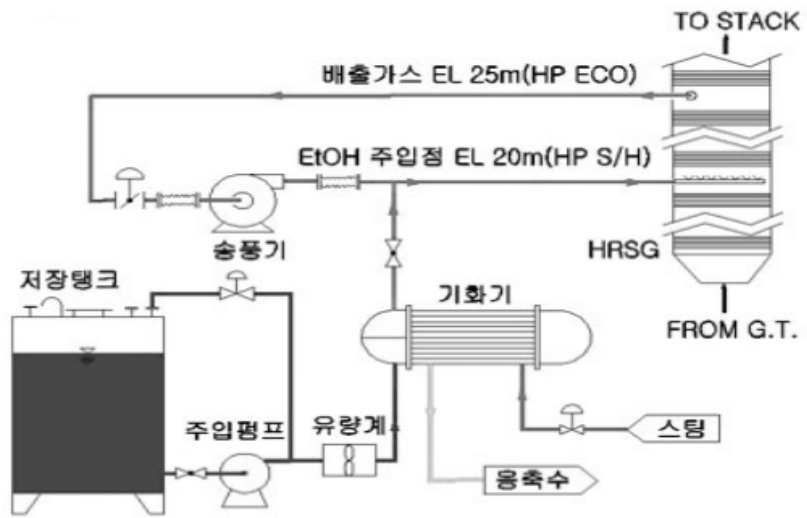 TO STACK
배출가스 EL 25m(HP ECO)
EtOH 주입점 EL 20m(HP S/H)
송풍기
HRSG
저장탱크
기화기
FROM G.T.
주입펌프
유량계
스팀
응축수